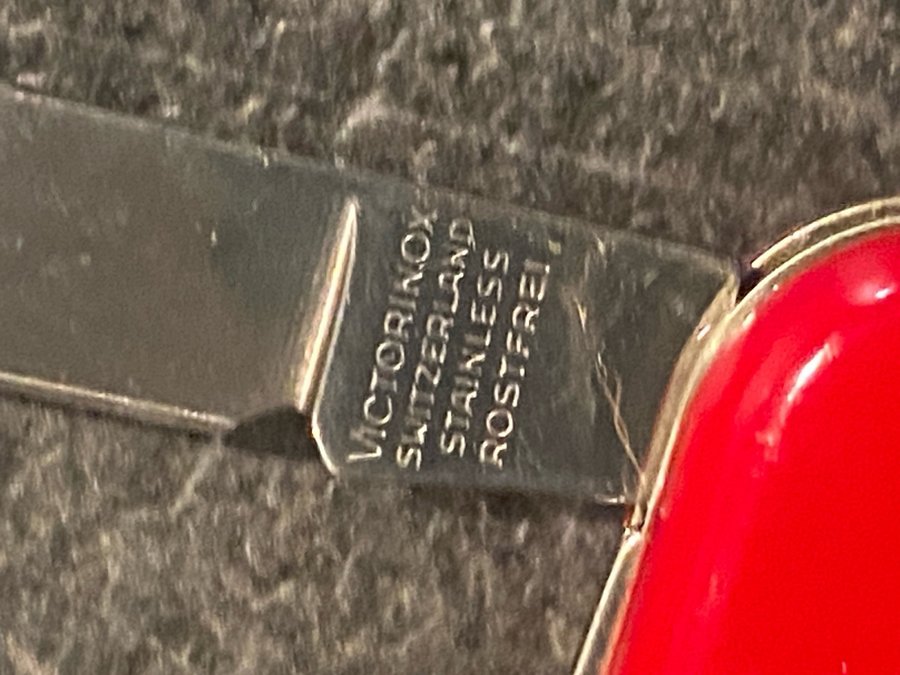 VICTORINOX
SWITZERLAND
STAINLESS
ROSTFREI